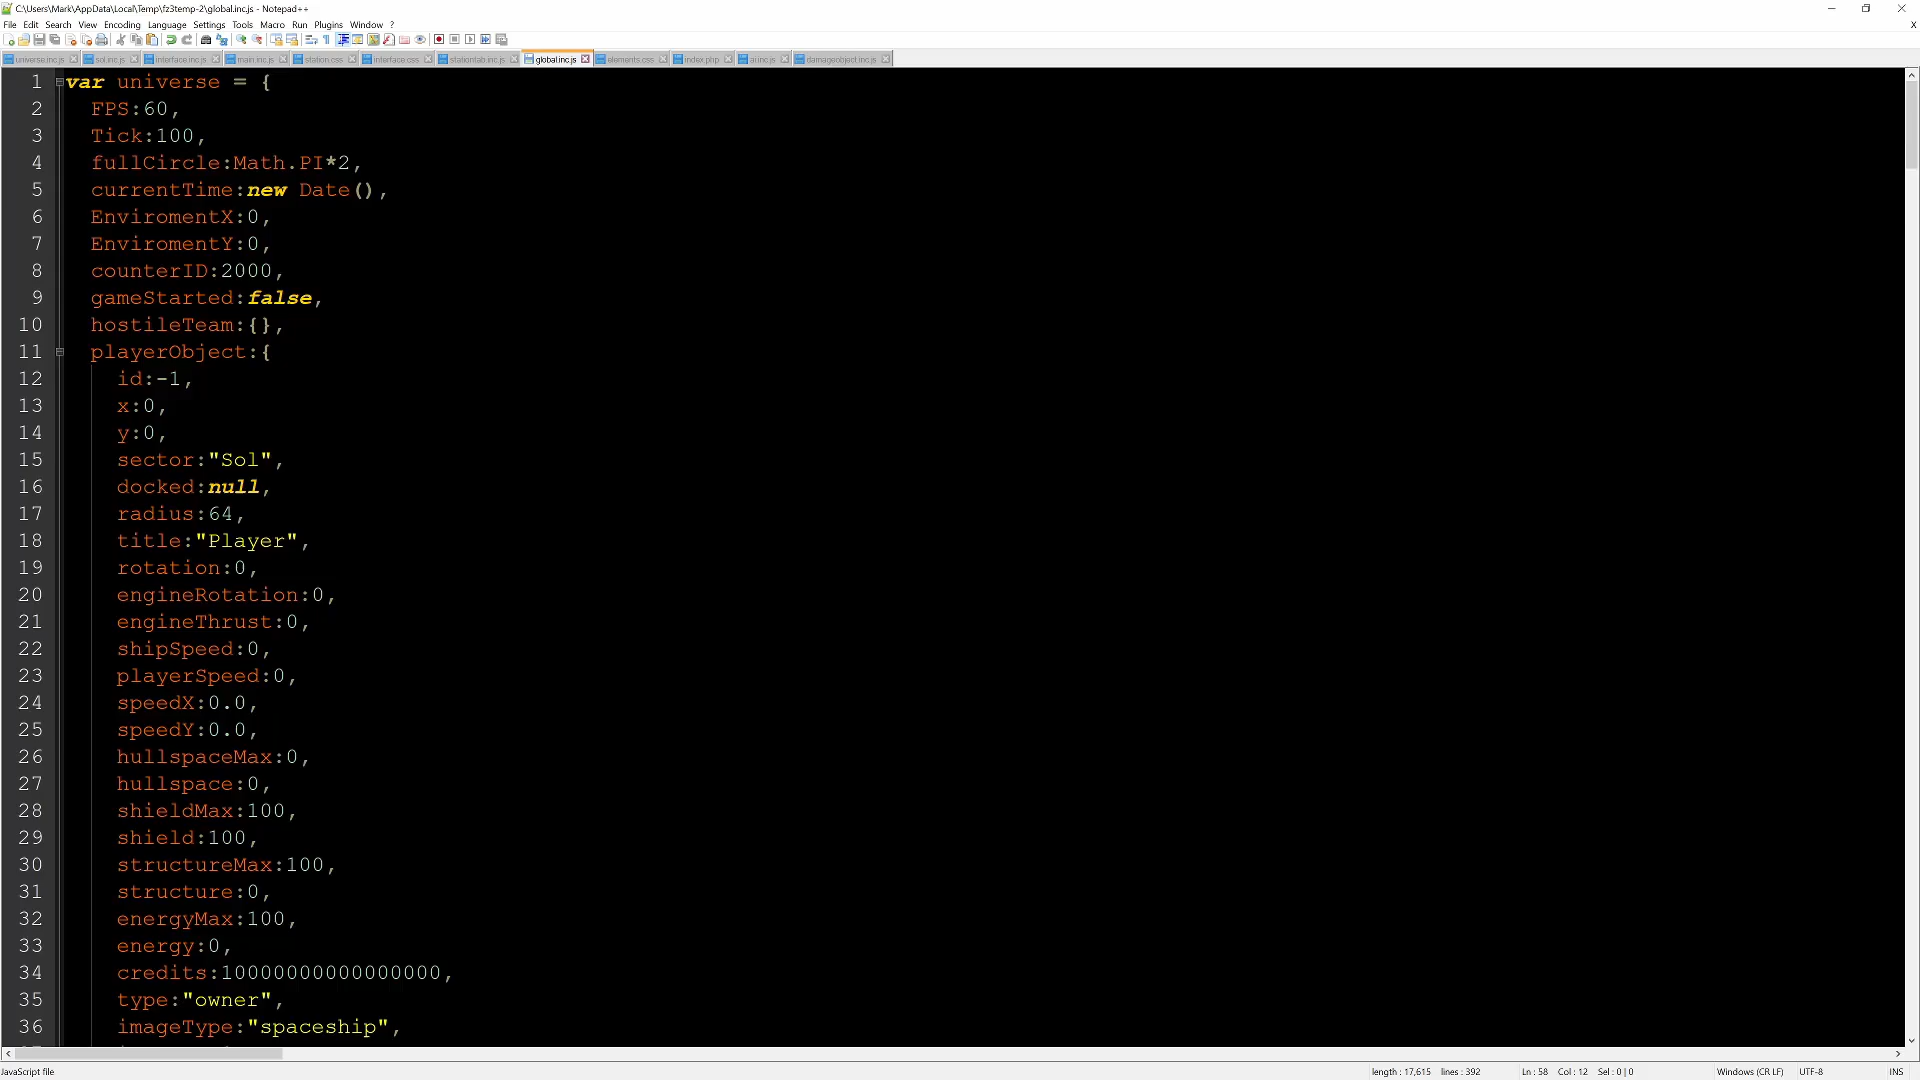 C:\Users\Mark\AppData\Local\Temp\fz3temp-2\global.inc.js - Notepad++
File Edit Search View Encoding Language Settings Tools Macro Run Plugins Window ?
X
universe.inc.js sol.inc.js interface.inc.js main.inc.js station.css interface.css stationtab.inc.js global.inc.js elements.css index.php ai.inc.js damageobject.inc.js
1 var universe = {
2 FPS:60,
3 Tick:100,
4 fullCircle:Math.PI*2,
5 currentTime:new Date(),
6 EnviromentX:0,
7 EnviromentY:0,
8 counterID:2000,
9 gameStarted:false,
10 hostileTeam:{},
11 playerObject:{
12 id:-1,
13 x:0,
14 y:0,
15 sector:"Sol",
16 docked:null,
17 radius:64,
18 title:"Player",
19 rotation:0,
20 engineRotation:0,
21 engineThrust:0,
22 shipSpeed:0,
23 playerSpeed:0,
24 speedX:0.0,
25 speedY:0.0,
26 hullspaceMax:0,
27 hullspace:0,
28 shieldMax:100,
29 shield:100,
30 structureMax:100,
31 structure:0,
32 energyMax:100,
33 energy:0,
34 credits:10000000000000000,
35 type:"owner",
36 imageType:"spaceship",
JavaScript file length : 17,615 lines : 392 Ln : 58 Col : 12 Sel : 0 | 0 Windows (CR LF) UTF-8 INS